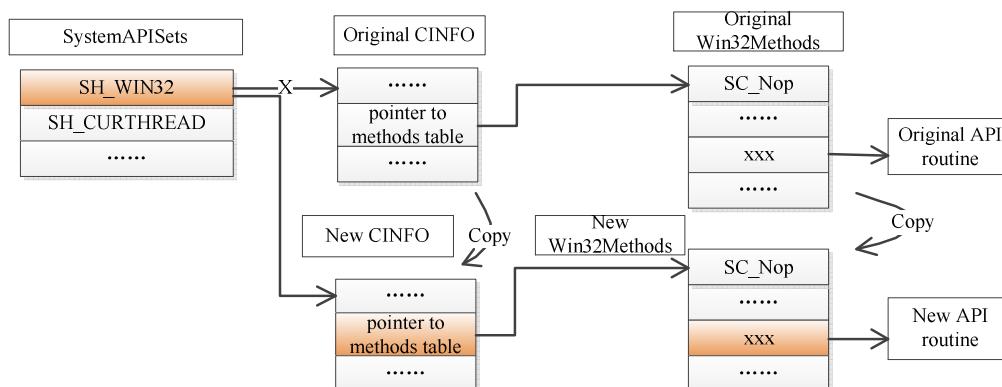 SystemAPISets
SH_WIN32
SH_CURTHREAD
......
X
Original CINFO
......
pointer to
methods table
......
Original
Win32Methods
SC_Nop
......
xxx
......
Original API
routine
Copy
Copy
New CINFO
......
pointer to
methods table
......
New
Win32Methods
SC_Nop
......
xxx
......
New API
routine